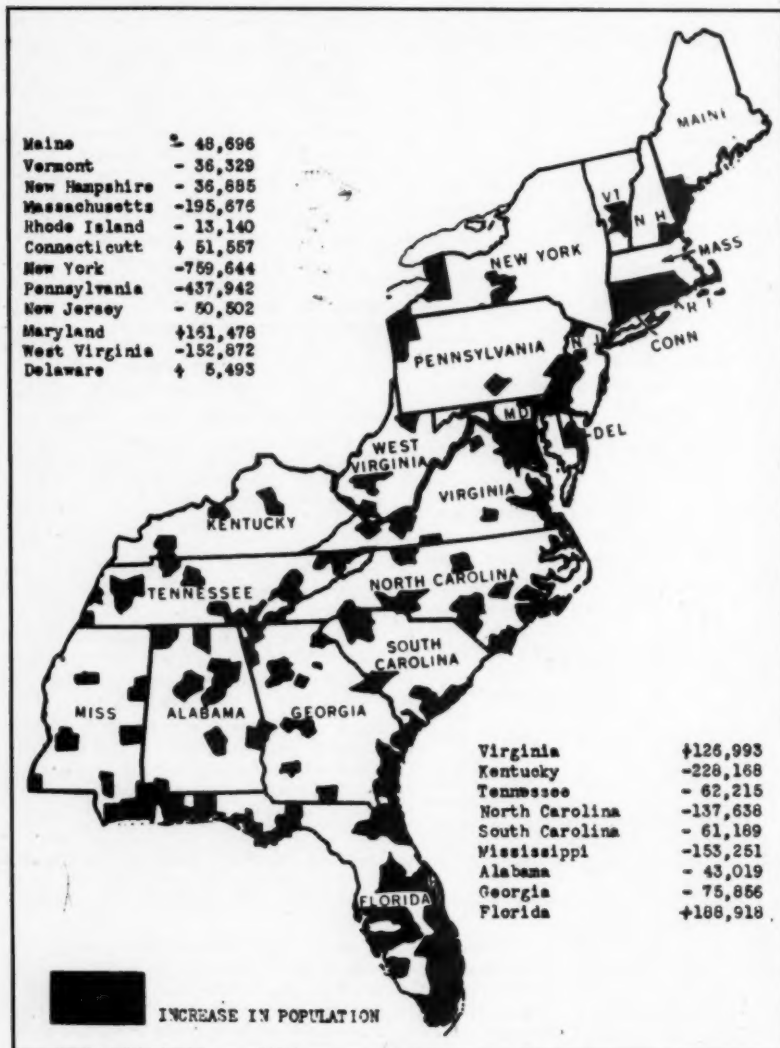 Maine - 48,696
Vermont - 36,329
New Hampshire - 36,885
Massachusetts -195,676
Rhode Island - 13,140
Connecticutt + 51,557
New York -759,644
Pennsylvania -437,942
New Jersey - 50,502
Maryland +161,478
West Virginia -152,872
Delaware + 5,493
MAINE
VT
N H
MASS
NEW YORK
R I
CONN
PENNSYLVANIA
N J
MD
DEL
WEST
VIRGINIA
VIRGINIA
KENTUCKY
TENNESSEE
NORTH CAROLINA
SOUTH
CAROLINA
MISS
ALABAMA
GEORGIA
FLORIDA
Virginia +126,993
Kentucky -228,168
Tennessee - 62,215
North Carolina -137,638
South Carolina - 61,189
Mississippi -153,251
Alabama - 43,019
Georgia - 75,856
Florida +188,918
INCREASE IN POPULATION